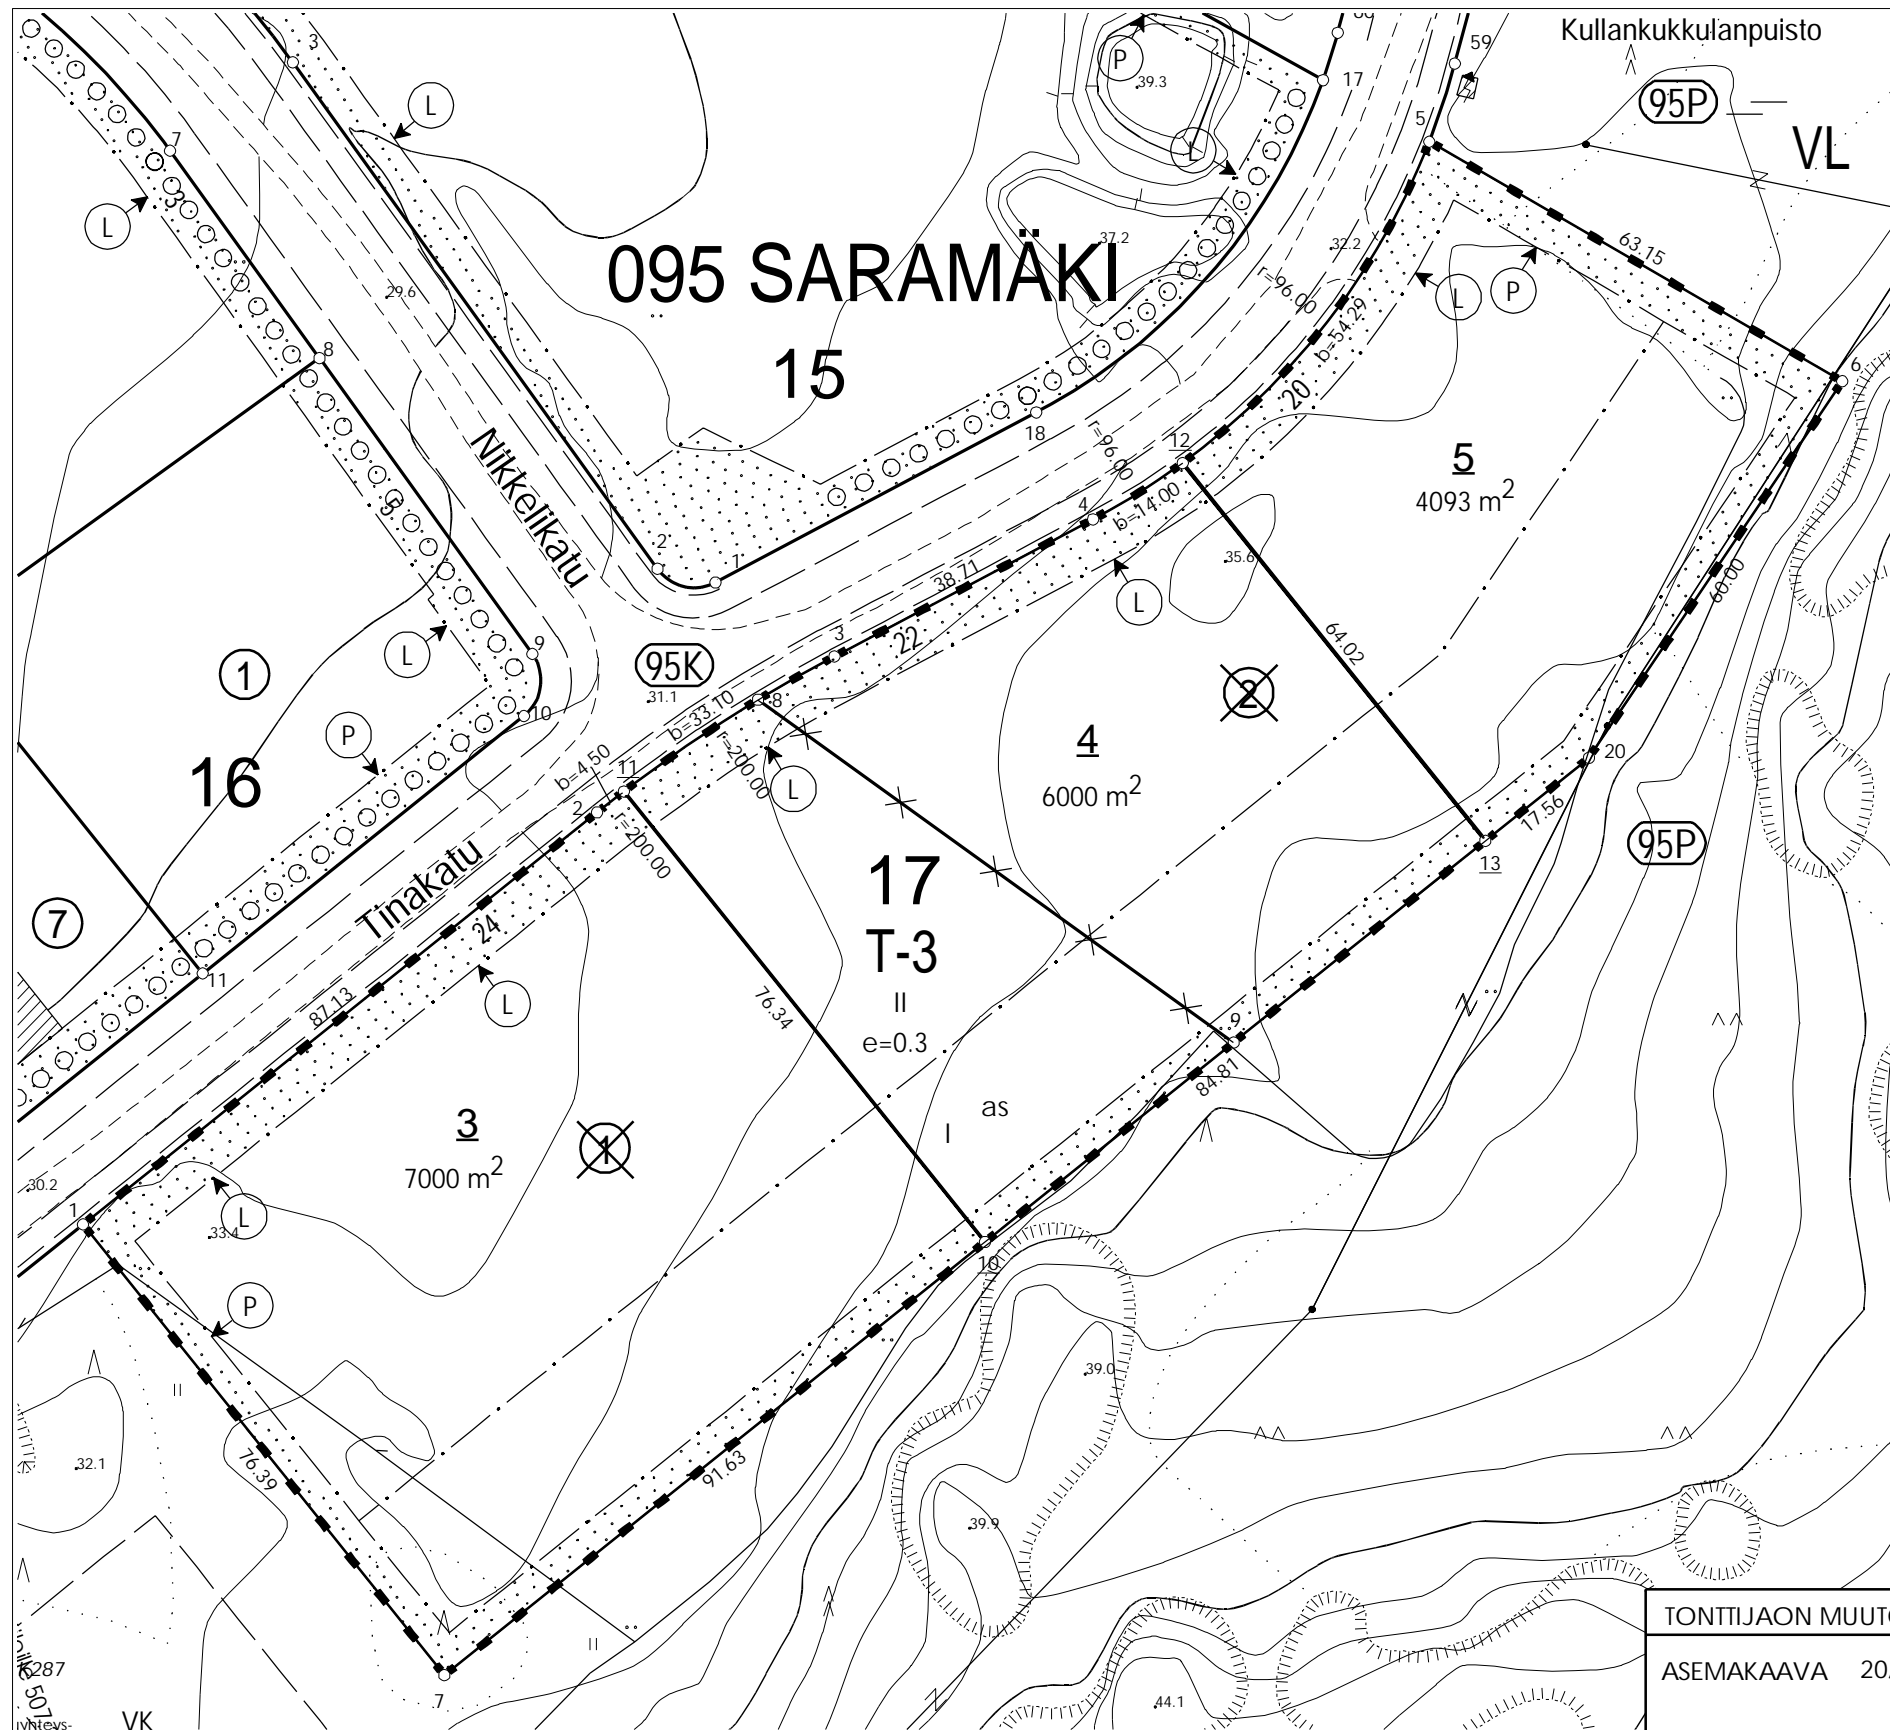 Kullankukkulanpuisto
59
3
L
P
39.3
17
5
95P
VL
7
3
L
L
37.2
32.2
63.15
095 SARAMÄKI
29.6
r=96.00
L
P
15
b=54.29
8
20
6
18
r=96.00
12
5
4093 m2
Nikkelikatu
5
4
b=14.00
2
1
38.71
35.6
L
60.00
3
22
64.02
9
L
95K
31.1
2
1
8
10
P
b=33.10
r=200.00
L
4
6000 m2
20
16
b=4.50
11
2
r=200.00
17.56
95P
13
Tinakatu
17
7
24
T-3
11
L
87.13
76.34
II
e=0.3
9
84.81
as
I
3
7000 m2
1
30.2
1
L
33.4
10
P
39.0
76.39
91.63
32.1
39.9
TONTTIJAON MUUT
ASEMAKAAVA 20.
7
44.1
VK